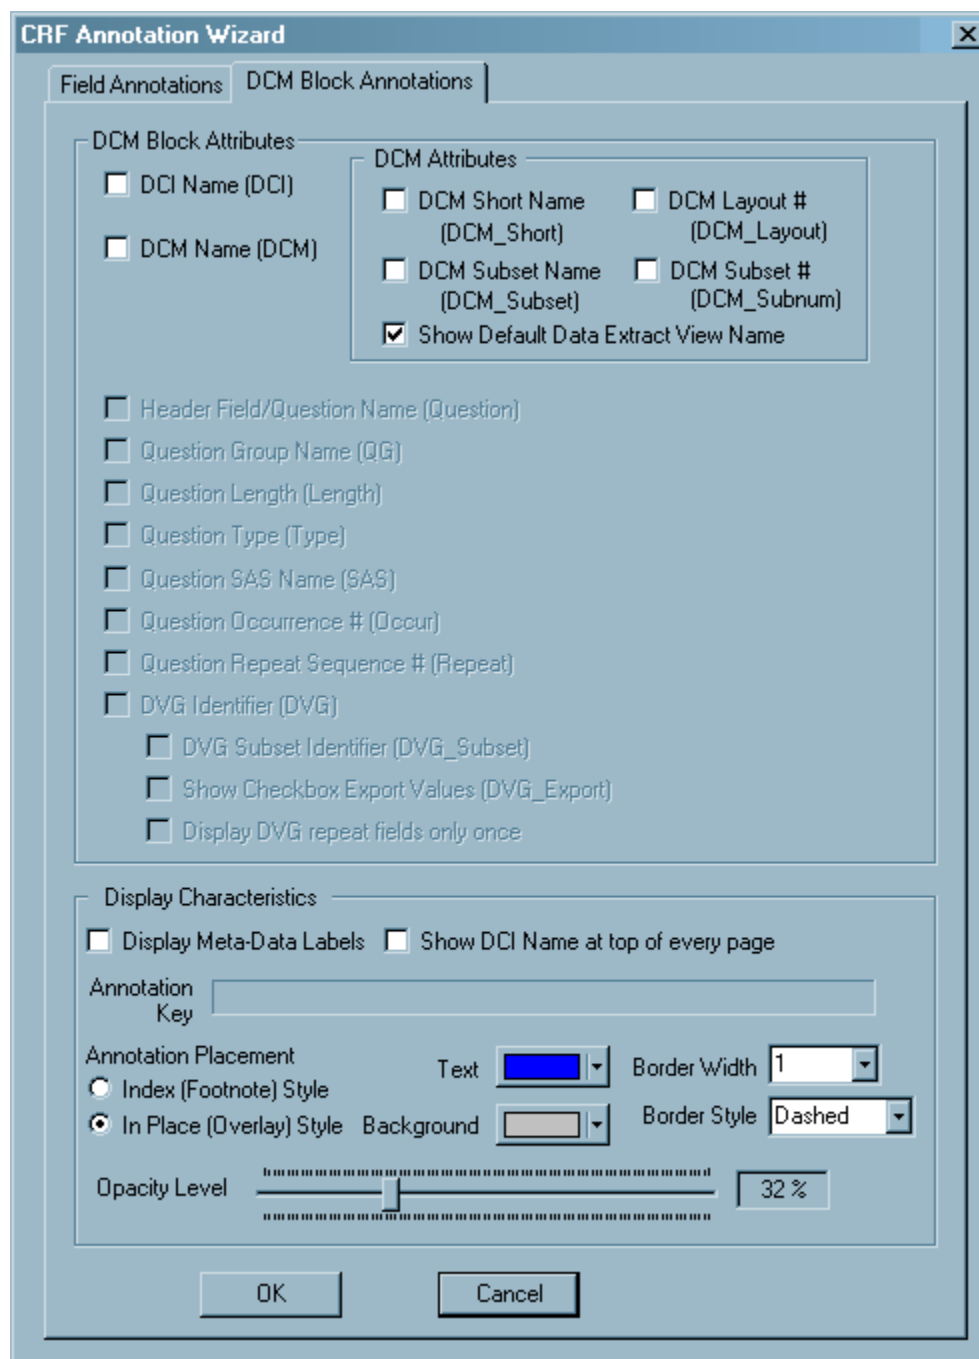 CRF Annotation Wizard
Field Annotations
DCM Block Annotations
DCM Block Attributes
DCI Name (DCI)
DCM Name (DCM)
DCM Attributes
DCM Short Name
(DCM_Short)
DCM Layout #
(DCM_Layout)
DCM Subset Name
(DCM_Subset)
DCM Subset #
(DCM_Subnum)
Show Default Data Extract View Name
Header Field/Question Name (Question)
Question Group Name (QG)
Question Length (Length)
Question Type (Type)
Question SAS Name (SAS)
Question Occurrence # (Occur)
Question Repeat Sequence # (Repeat)
DVG Identifier (DVG)
DVG Subset Identifier (DVG_Subset)
Show Checkbox Export Values (DVG_Export)
Display DVG repeat fields only once
Display Characteristics
Display Meta-Data Labels
Show DCI Name at top of every page
Annotation
Key
Annotation Placement
Index (Footnote) Style
In Place (Overlay) Style
Text
Background
Border Width
1
Border Style
Dashed
Opacity Level
32 %
OK
Cancel